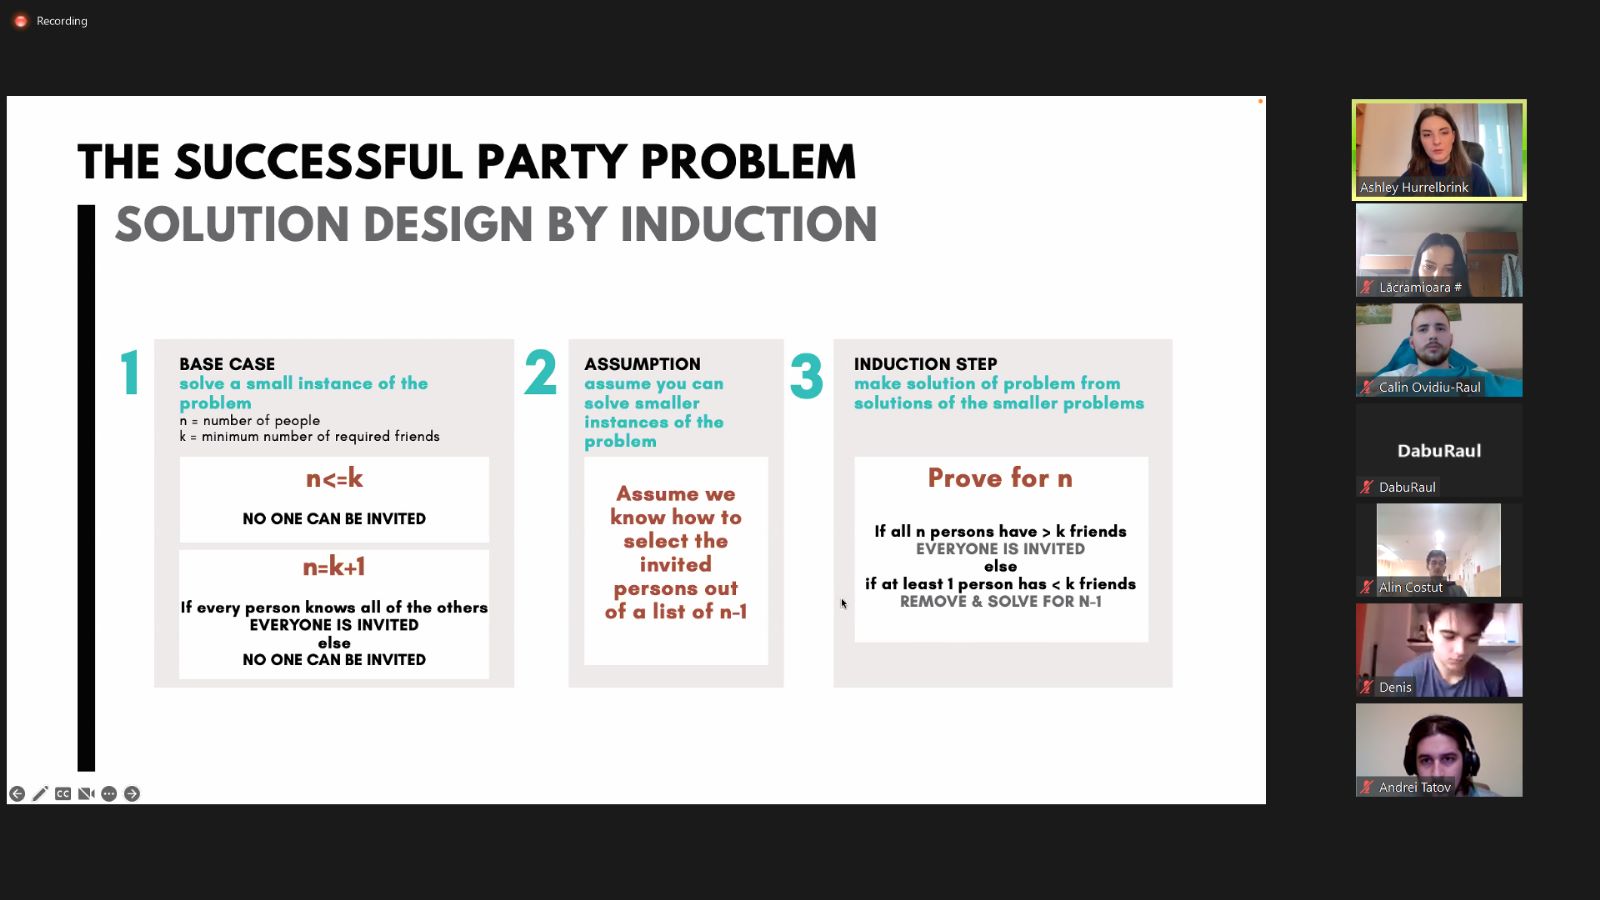 Recording
THE SUCCESSFUL PARTY PROBLEM
SOLUTION DESIGN BY INDUCTION
1
BASE CASE
solve a small instance of the
problem
n = number of people
k = minimum number of required friends
n<=k
NO ONE CAN BE INVITED
n=k+1
If every person knows all of the others
EVERYONE IS INVITED
else
NO ONE CAN BE INVITED
2
ASSUMPTION
assume you can
solve smaller
instances of the
problem
Assume we
know how to
select the
invited
persons out
of a list of n-1
3
INDUCTION STEP
make solution of problem from
solutions of the smaller problems
Prove for n
If all n persons have > k friends
EVERYONE IS INVITED
else
if at least 1 person has < k friends
REMOVE & SOLVE FOR N-1
CC
Ashley Hurrelbrink
Lăcramioara #
Calin Ovidiu-Raul
DabuRaul
DabuRaul
Alin Costut
Denis
Andrei Tatov